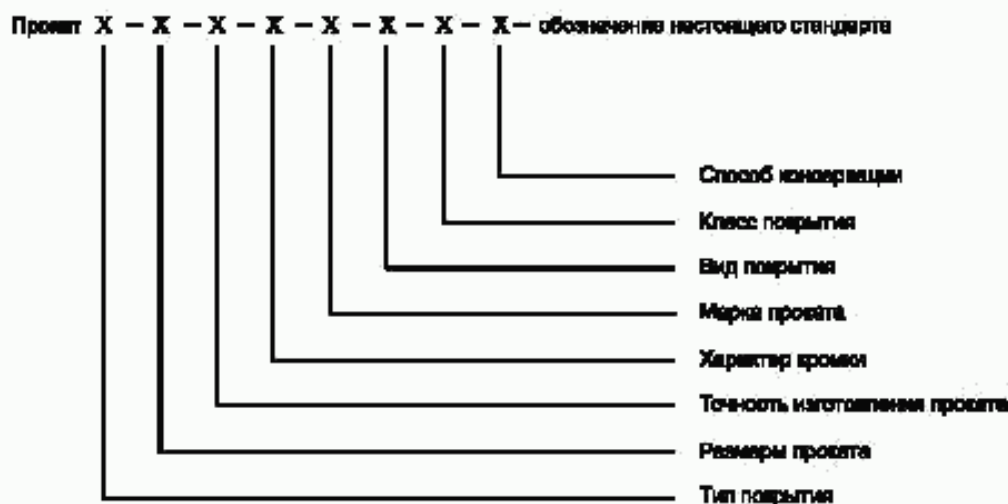 Прокат X – X – X – X – X – X – X – X – обозначение настоящего стандарта
Способ консервации
Класс покрытия
Вид покрытия
Марка проката
Характер кромки
Точность изготовления проката
Размеры проката
Тип покрытия